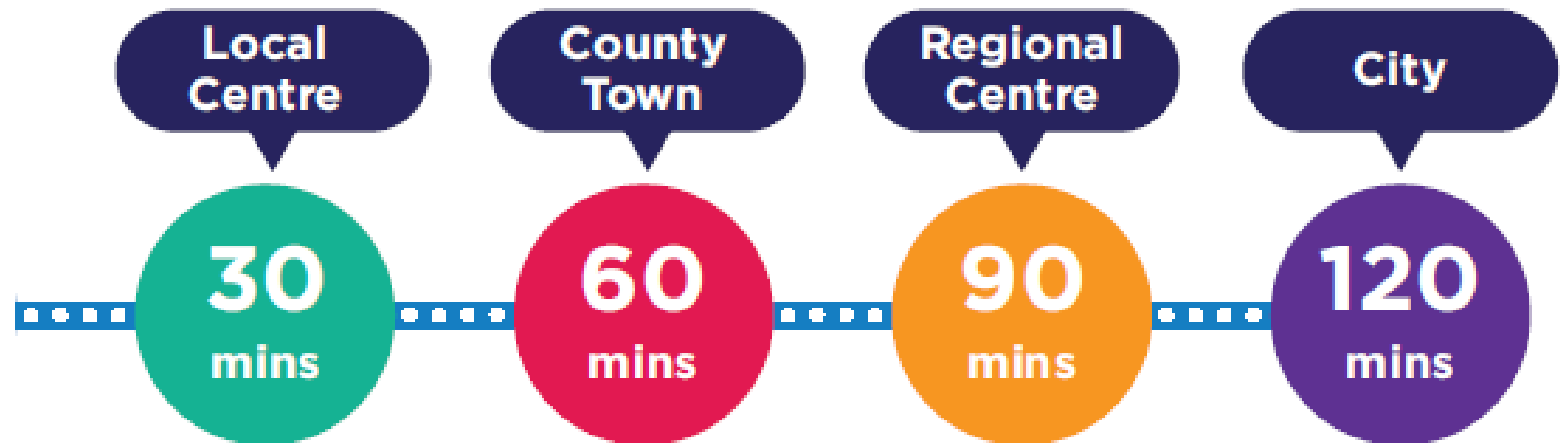 Local
Centre
County
Town
Regional
Centre
City
30
mins
60
mins
90
mins
120
mins